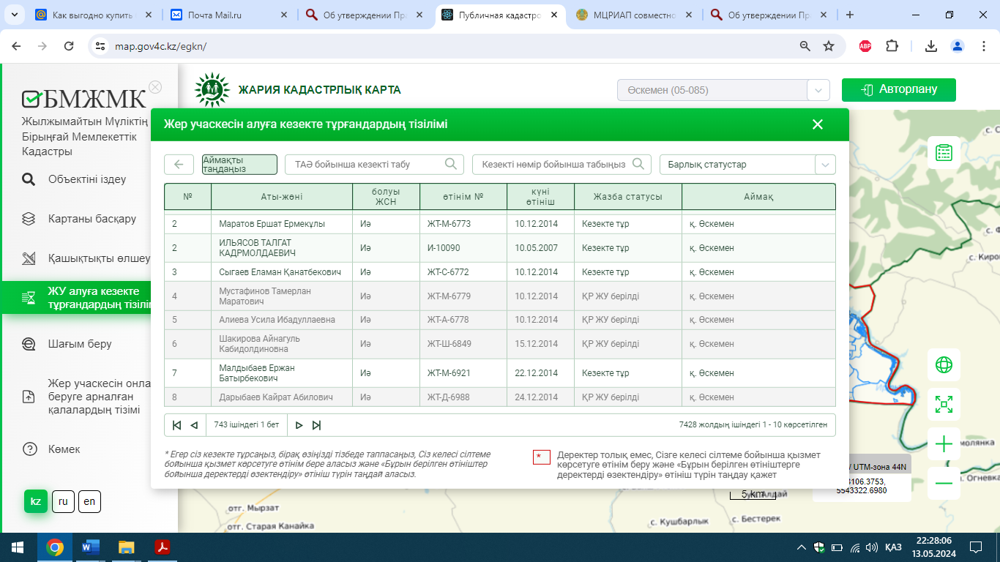 Как выгодно купить
Почта Mail.ru
Об утверждении Пр
Публичная кадастро
МЦРИАП совместно
Об утверждении Пр
map.gov4c.kz/egkn/
ABP
БМЖМК
Жылжымайтын Мүліктің
Бірыңғай Мемлекеттік
Кадастры
ЖАРИЯ КАДАСТРЛЫҚ КАРТА
Өскемен (05-085)
Авторлану
Объектіні іздеу
Картаны басқару
Қашықтықты өлшеу
ЖУ алуға кезекте
тұрғандардың тізілім
Шағым беру
Жер учаскесін онла
беруге арналған
қалалардың тізімі
Көмек
kz ru en
Жер учаскесін алуға кезекте тұрғандардың тізілімі
Аймақты
таңдаңыз
ТАӘ бойынша кезекті табу
Кезекті нөмір бойынша табыңыз
Барлық статустар
№ Аты-жөні болуы ЖСН өтінім № күні өтініш Жазба статусы Аймақ
2 Маратов Ершат Ермекұлы Иә ЖТ-М-6773 10.12.2014 Кезекте тұр қ. Өскемен
2 ИЛЬЯСОВ ТАЛГАТ КАДРМОЛДАЕВИЧ Иә И-10090 10.05.2007 Кезекте тұр қ. Өскемен
3 Сыгаев Еламан Қанатбекович Иә ЖТ-С-6772 10.12.2014 Кезекте тұр қ. Өскемен
4 Мустафинов Тамерлан Маратович Иә ЖТ-М-6779 10.12.2014 ҚР ЖУ берілді қ. Өскемен
5 Алиева Усила Ибадуллаевна Иә ЖТ-А-6778 10.12.2014 ҚР ЖУ берілді қ. Өскемен
6 Шакирова Айнагуль Кабидолдиновна Иә ЖТ-Ш-6849 15.12.2014 ҚР ЖУ берілді қ. Өскемен
7 Малдыбаев Ержан Батырбекович Иә ЖТ-М-6921 22.12.2014 Кезекте тұр қ. Өскемен
8 Дарыбаев Кайрат Абилович Иә ЖТ-Д-6988 24.12.2014 ҚР ЖУ берілді қ. Өскемен
743 ішіндегі 1 бет
7428 жолдың ішіндегі 1 - 10 көрсетілген
* Егер сіз кезекте тұрсаңыз, бірақ өзіңізді тізбеде таппасаңыз, Сіз келесі сілтеме
бойынша қызмет көрсетуге өтінім бере аласыз және «Бұрын берілген өтініштер
бойынша деректерді өзектендіру» өтініш түрін таңдай аласыз.
* Деректер толық емес, Сізге келесі сілтеме бойынша қызмет
көрсетуге өтінім беру және «Бұрын берілген өтініштерге
деректерді өзектендіру» өтініш түрін таңдау қажет
с. Киро
молянка
с. Огневка
/ UTM-зона 44N
106.3753,
5543322.6980
5 km
Алдай
отг. Мырзат
отг. Старая Канайка
с. Кушбарлык
с. Бестерек
ҚАЗ
22:28:06
13.05.2024